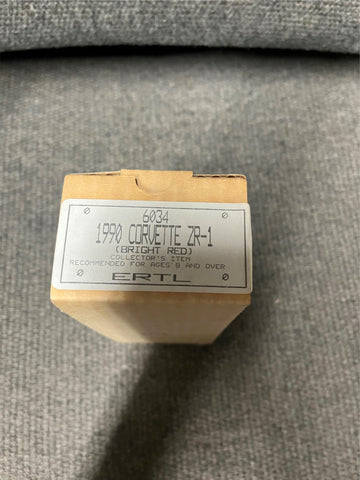 6034
1990 CORVETTE ZR-1
(BRIGHT RED)
COLLECTOR'S ITEM
RECOMMENDED FOR AGES 8 AND OVER
ERTL